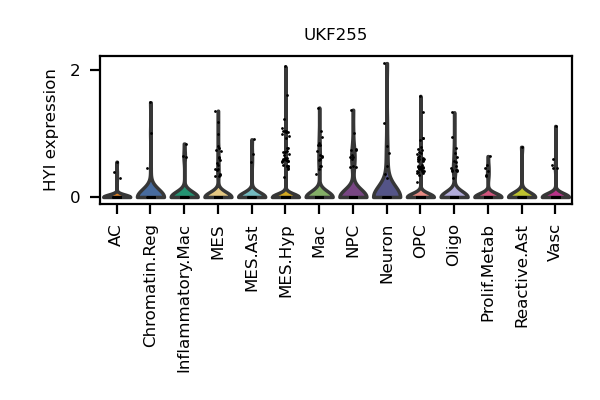 UKF255
HYI expression
2
0
AC
Chromatin.Reg
Inflammatory.Mac
MES
MES.Ast
MES.Hyp
Mac
NPC
Neuron
OPC
Oligo
Prolif.Metab
Reactive.Ast
Vasc